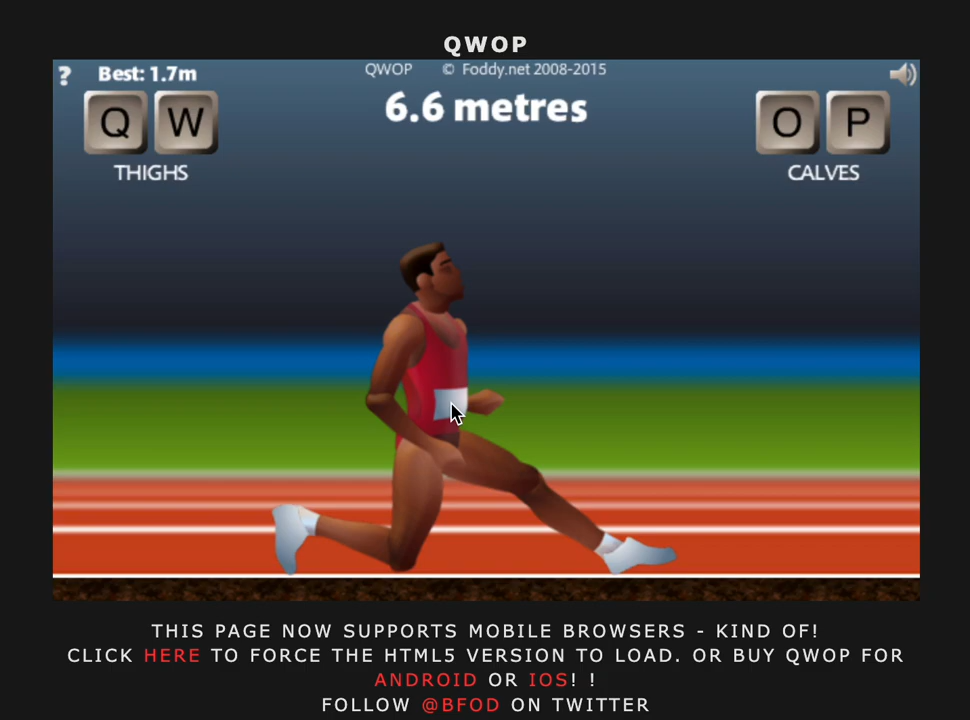 QWOP
? Best: 1.7m QWOP © Foddy.net 2008-2015
6.6 metres
Q W O P
THIGHS CALVES
THIS PAGE NOW SUPPORTS MOBILE BROWSERS - KIND OF!
CLICK HERE TO FORCE THE HTML5 VERSION TO LOAD. OR BUY QWOP FOR
ANDROID OR IOS! !
FOLLOW @BFOD ON TWITTER